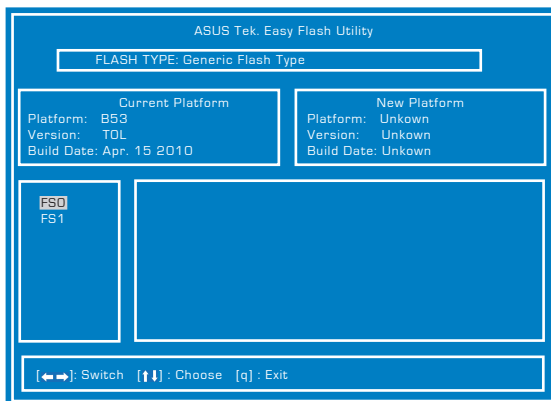 ASUS Tek. Easy Flash Utility
FLASH TYPE: Generic Flash Type
Current Platform
Platform: B53
Version: TOL
Build Date: Apr. 15 2010
New Platform
Platform: Unkown
Version: Unkown
Build Date: Unkown
FS0
FS1
[←→]: Switch [↑↓] : Choose [q] : Exit